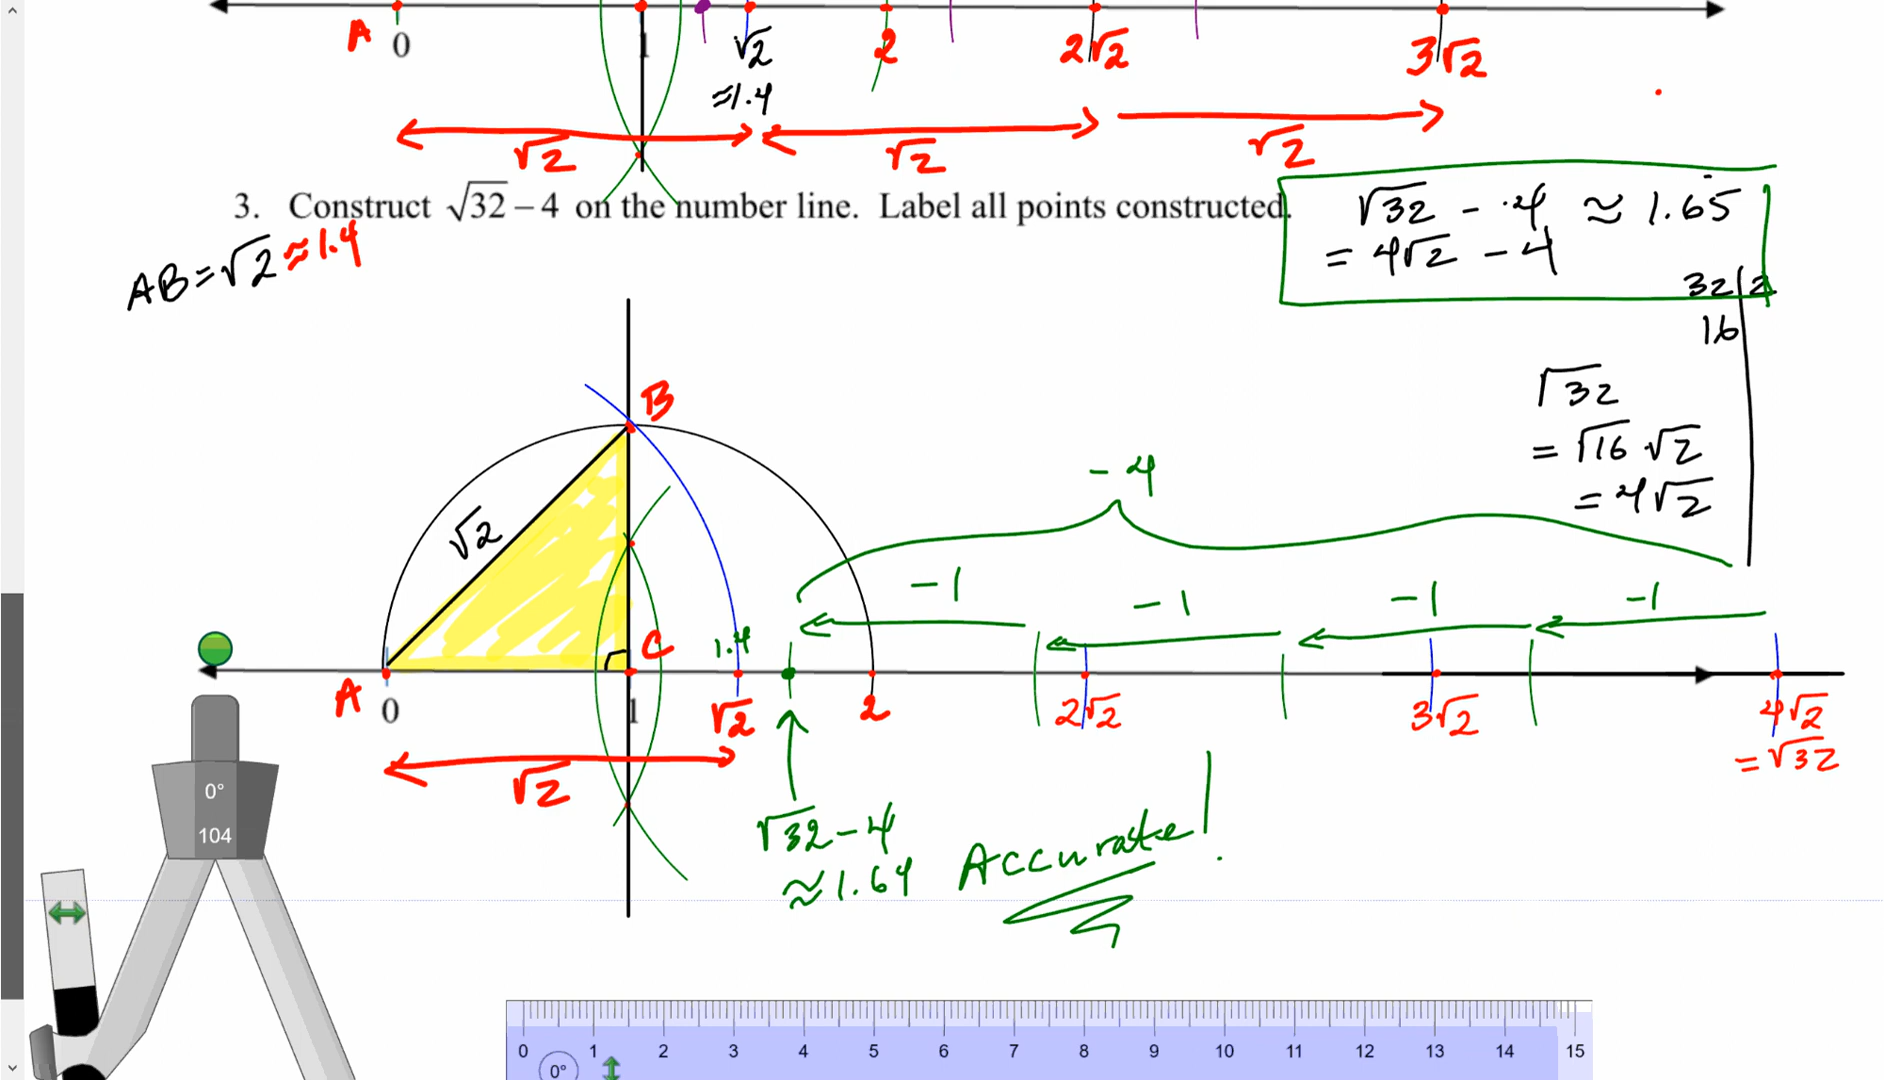 A 0 1 √2 2 2√2 3√2
≈1.4
√2 √2 √2
3. Construct √32 – 4 on the number line. Label all points constructed.
√32 - 4 ≈ 1.65
= 4√2 - 4
AB=√2 ≈1.4
32 2
16
√32
= √16 √2
= 4√2
B
-4
√2
-1 -1 -1 -1
C 1.4
A 0 1 √2 2 2√2 3√2 4√2
= √32
√2
√32-4
≈1.64
Accurate!
0°
104
0 1 2 3 4 5 6 7 8 9 10 11 12 13 14 15
0°